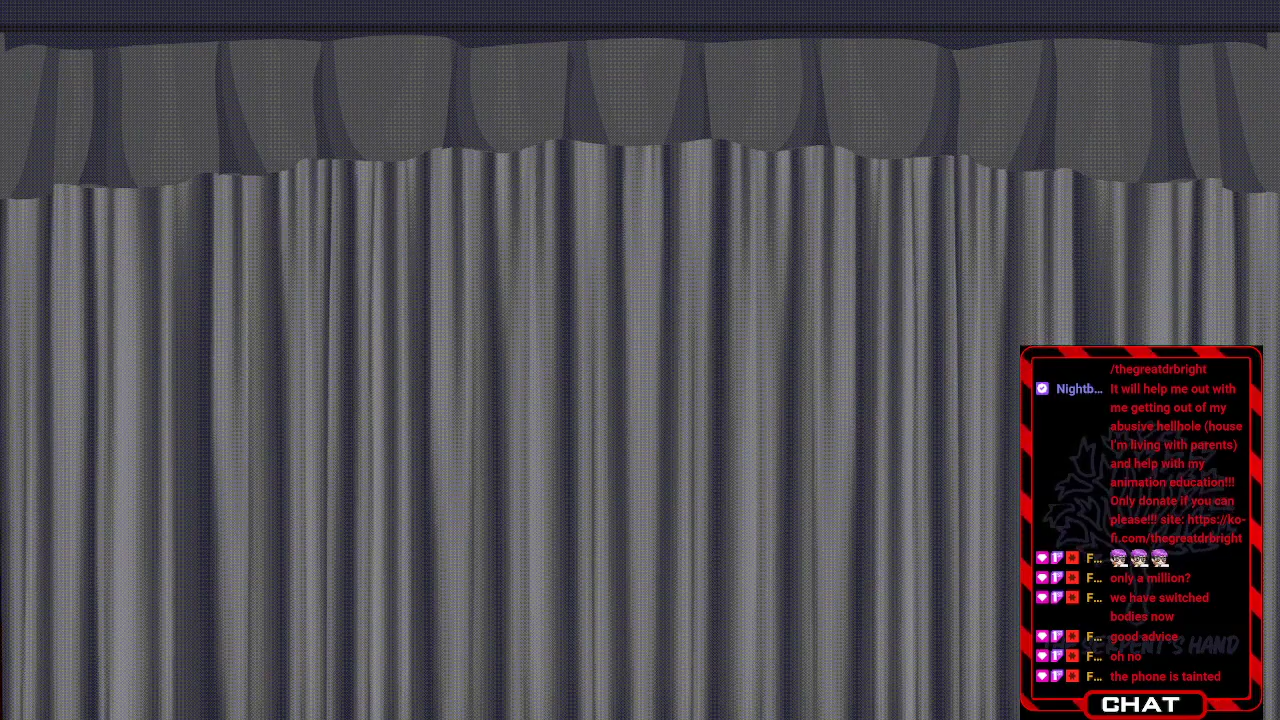 /thegreatdrbright
Nightb... It will help me out with
me getting out of my
abusive hellhole (house
I'm living with parents)
and help with my
animation education!!!
Only donate if you can
please!!! site: https://ko-
fi.com/thegreatdrbright
F...
F... only a million?
F... we have switched
bodies now
F... good advice
SERPENT'S HAND
F... oh no
F... the phone is tainted
CHAT